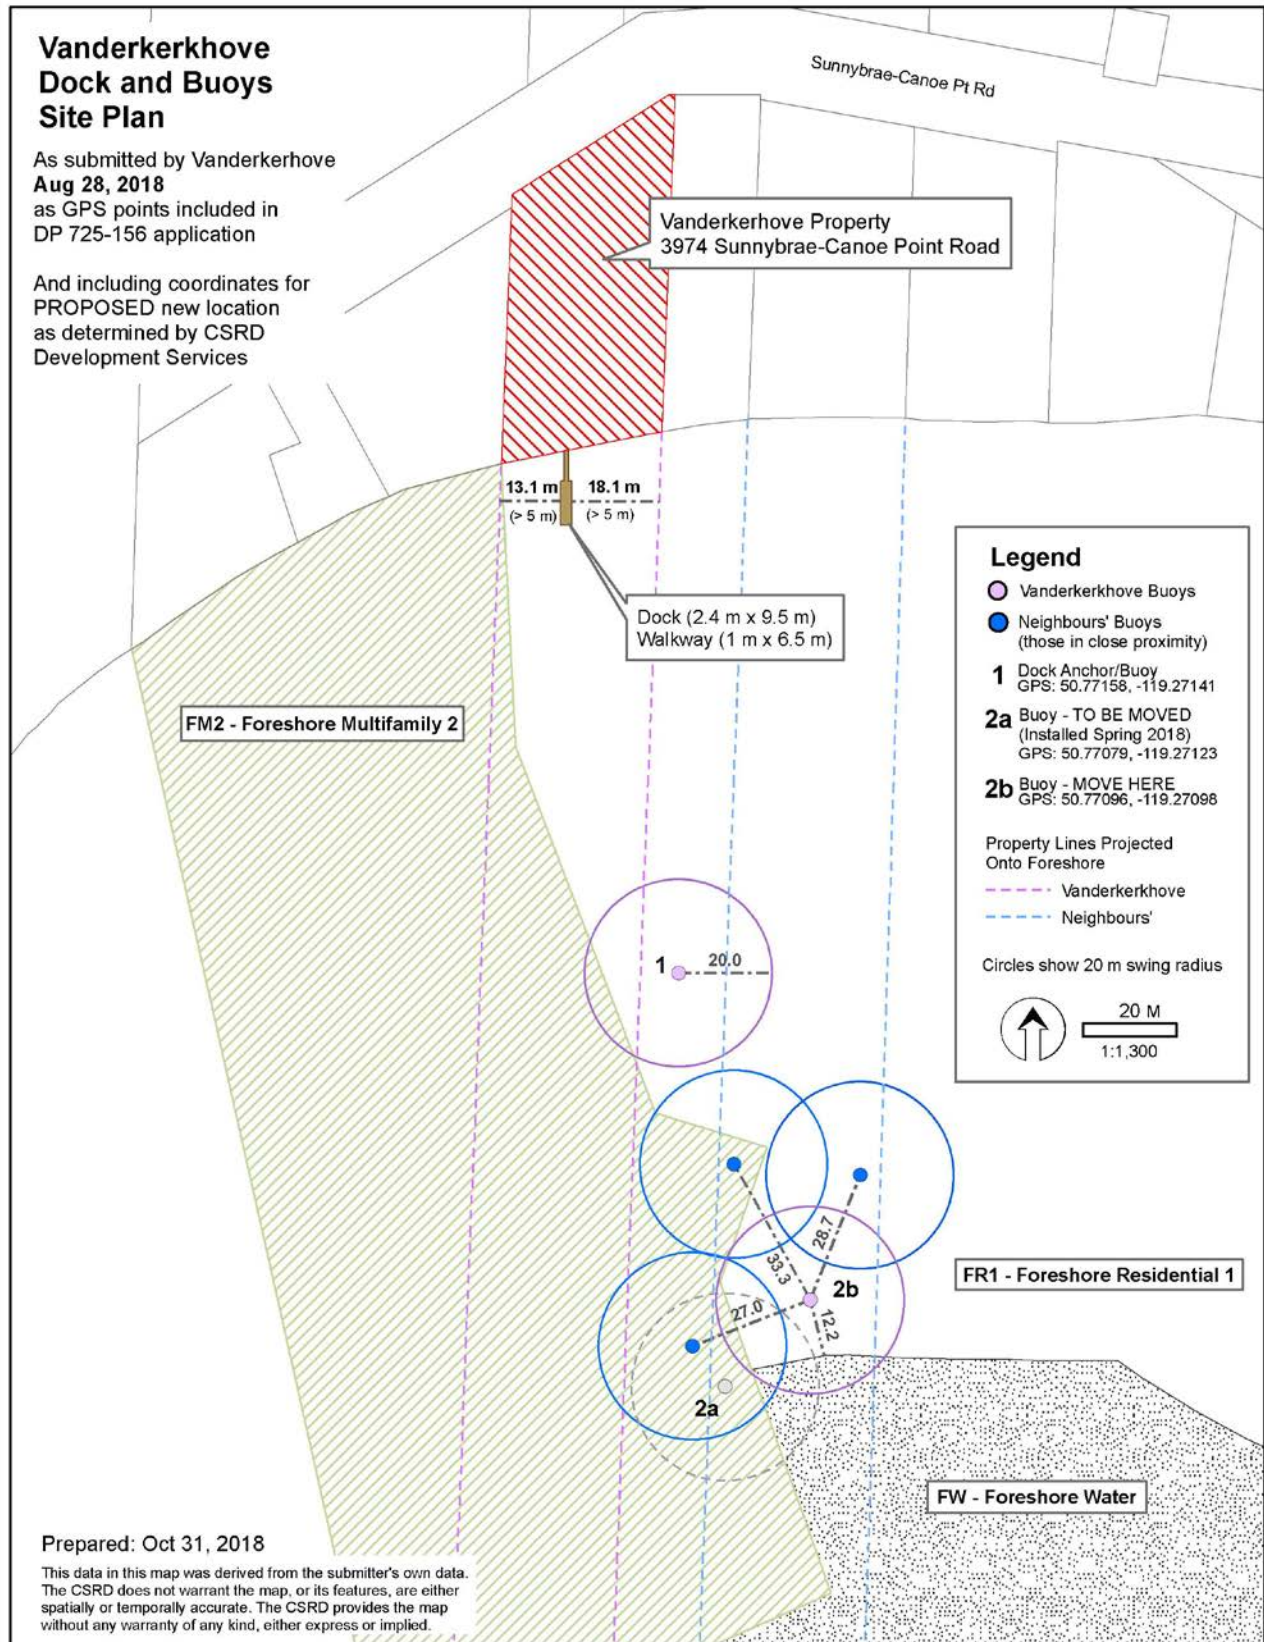 Vanderkerkhove
Dock and Buoys
Site Plan
As submitted by Vanderkerhove
Aug 28, 2018
as GPS points included in
DP 725-156 application
And including coordinates for
PROPOSED new location
as determined by CSRD
Development Services
Sunnybrae-Canoe Pt Rd
Vanderkerhove Property
3974 Sunnybrae-Canoe Point Road
13.1 m
18.1 m
(> 5 m)
(> 5 m)
Dock (2.4 m x 9.5 m)
Walkway (1 m x 6.5 m)
FM2 - Foreshore Multifamily 2
Legend
Vanderkerkhove Buoys
Neighbours' Buoys
(those in close proximity)
1 Dock Anchor/Buoy
GPS: 50.77158, -119.27141
2a Buoy - TO BE MOVED
(Installed Spring 2018)
GPS: 50.77079, -119.27123
2b Buoy - MOVE HERE
GPS: 50.77096, -119.27098
Property Lines Projected
Onto Foreshore
Vanderkerkhove
Neighbours'
Circles show 20 m swing radius
20 M
1:1,300
1
20.0
28.7
33.3
2b
27.0
12.2
2a
FR1 - Foreshore Residential 1
FW - Foreshore Water
Prepared: Oct 31, 2018
This data in this map was derived from the submitter's own data.
The CSRD does not warrant the map, or its features, are either
spatially or temporally accurate. The CSRD provides the map
without any warranty of any kind, either express or implied.